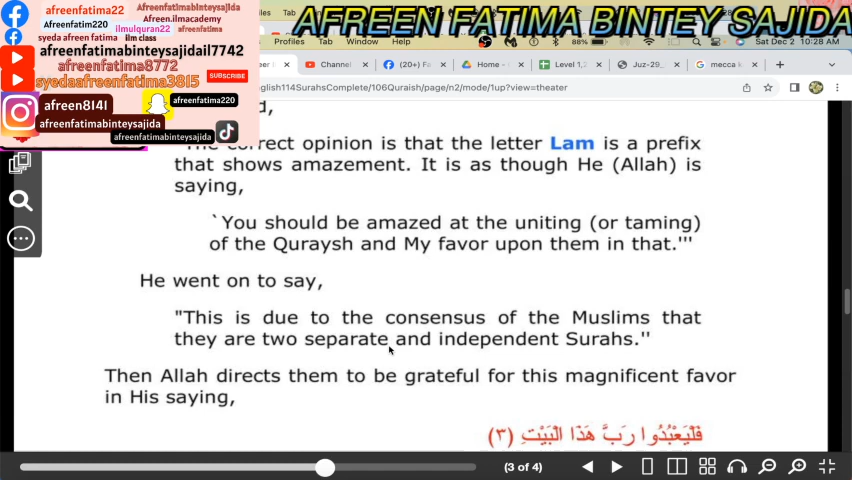 AFREEN FATIMA BINTEY SAJIDA
afreenfatima22
Afreenfatimabinteysajida
Afreenfatima220
Afreen.ilmacademy
ilmulquran22
afreenfatima
syeda afreen fatima
ilm class
afreenfatimabinteysajidail7742
afreenfatima8772
syedaafreenfatima3815
SUBSCRIBE
afreen8141
afreenfatima220
afreenfatimabinteysajida
afreenfatimabinteysajida
Profiles Tab Window
88%
Sat Dec 2 10:28 AM
Channel
(20+) Fa
Home -
Level 1,2
Juz-29_
mecca k
nglish114SurahsComplete/106Quraish/page/n2/mode/1up?view=theater
correct opinion is that the letter Lam is a prefix
that shows amazement. It is as though He (Allah) is
saying,
`You should be amazed at the uniting (or taming)
of the Quraysh and My favor upon them in that.'"
He went on to say,
"This is due to the consensus of the Muslims that
they are two separate and independent Surahs."
Then Allah directs them to be grateful for this magnificent favor
in His saying,
فَلْيَعْبُدُوا رَبَّ هَذَا الْبَيْتِ (٣)
(3 of 4)